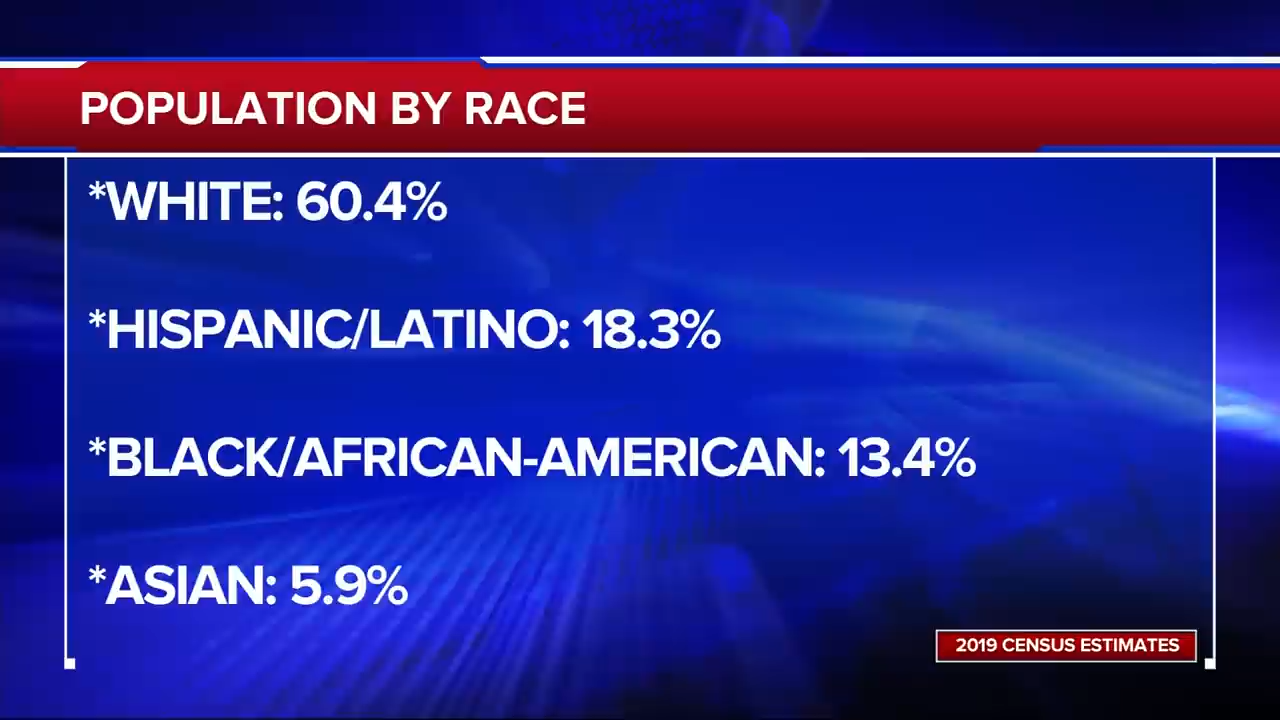 POPULATION BY RACE
*WHITE: 60.4%
*HISPANIC/LATINO: 18.3%
*BLACK/AFRICAN-AMERICAN: 13.4%
*ASIAN: 5.9%
2019 CENSUS ESTIMATES